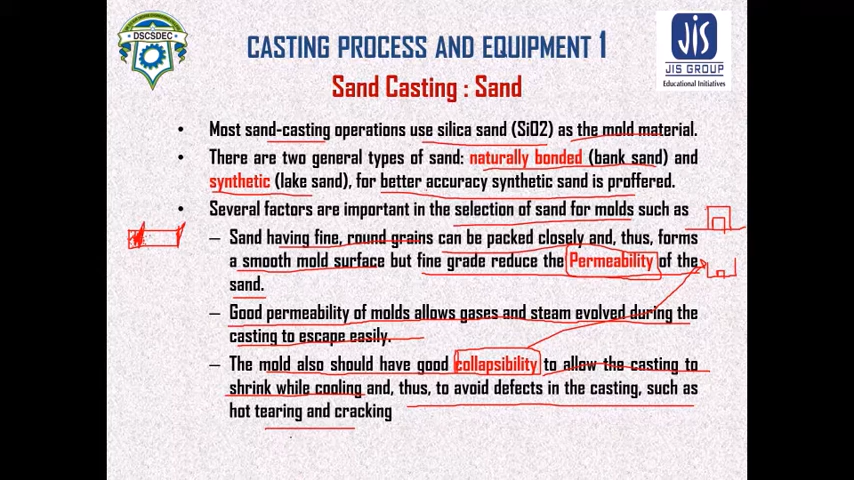 DSCSDEC
CASTING PROCESS AND EQUIPMENT 1
JIS
JIS GROUP
Educational Initiatives
Sand Casting : Sand
• Most sand-casting operations use silica sand (SiO2) as the mold material.
• There are two general types of sand: naturally bonded (bank sand) and
synthetic (lake sand), for better accuracy synthetic sand is proffered.
• Several factors are important in the selection of sand for molds such as
– Sand having fine, round grains can be packed closely and, thus, forms
a smooth mold surface but fine grade reduce the Permeability of the
sand.
– Good permeability of molds allows gases and steam evolved during the
casting to escape easily.
– The mold also should have good collapsibility to allow the casting to
shrink while cooling and, thus, to avoid defects in the casting, such as
hot tearing and cracking